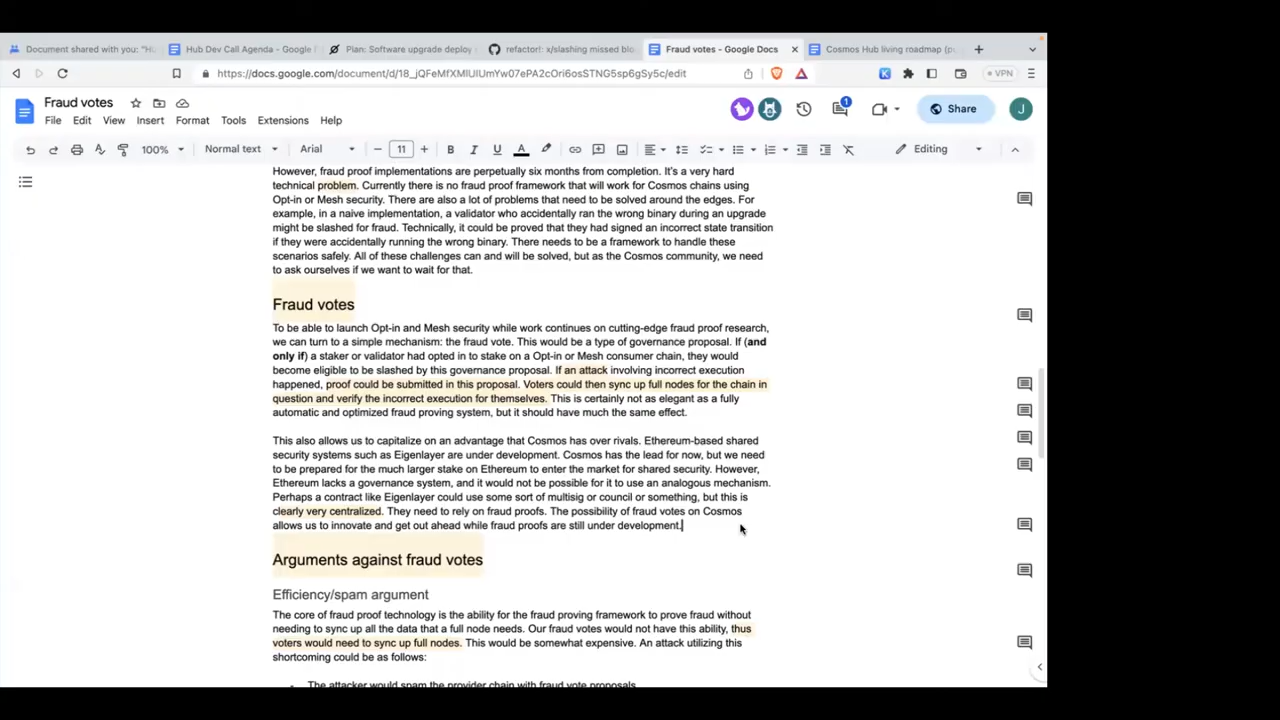 Document shared with you: "Hu
Hub Dev Call Agenda - Google
Plan: Software upgrade deploy
refactor!: x/slashing missed blo
Fraud votes - Google Docs
Cosmos Hub living roadmap (pu
https://docs.google.com/document/d/18_jQFeMfXMIUIUmYw07ePA2cOri6osSTNG5sp6gSy5c/edit
VPN
Fraud votes
1
Share
J
File Edit View Insert Format Tools Extensions Help
100% Normal text Arial 11 B I U A Editing
However, fraud proof implementations are perpetually six months from completion. It's a very hard
technical problem. Currently there is no fraud proof framework that will work for Cosmos chains using
Opt-in or Mesh security. There are also a lot of problems that need to be solved around the edges. For
example, in a naive implementation, a validator who accidentally ran the wrong binary during an upgrade
might be slashed for fraud. Technically, it could be proved that they had signed an incorrect state transition
if they were accidentally running the wrong binary. There needs to be a framework to handle these
scenarios safely. All of these challenges can and will be solved, but as the Cosmos community, we need
to ask ourselves if we want to wait for that.
Fraud votes
To be able to launch Opt-in and Mesh security while work continues on cutting-edge fraud proof research,
we can turn to a simple mechanism: the fraud vote. This would be a type of governance proposal. If (and
only if) a staker or validator had opted in to stake on a Opt-in or Mesh consumer chain, they would
become eligible to be slashed by this governance proposal. If an attack involving incorrect execution
happened, proof could be submitted in this proposal. Voters could then sync up full nodes for the chain in
question and verify the incorrect execution for themselves. This is certainly not as elegant as a fully
automatic and optimized fraud proving system, but it should have much the same effect.
This also allows us to capitalize on an advantage that Cosmos has over rivals. Ethereum-based shared
security systems such as Eigenlayer are under development. Cosmos has the lead for now, but we need
to be prepared for the much larger stake on Ethereum to enter the market for shared security. However,
Ethereum lacks a governance system, and it would not be possible for it to use an analogous mechanism.
Perhaps a contract like Eigenlayer could use some sort of multisig or council or something, but this is
clearly very centralized. They need to rely on fraud proofs. The possibility of fraud votes on Cosmos
allows us to innovate and get out ahead while fraud proofs are still under development.
Arguments against fraud votes
Efficiency/spam argument
The core of fraud proof technology is the ability for the fraud proving framework to prove fraud without
needing to sync up all the data that a full node needs. Our fraud votes would not have this ability, thus
voters would need to sync up full nodes. This would be somewhat expensive. An attack utilizing this
shortcoming could be as follows:
- The attacker would spam the provider chain with fraud vote proposals